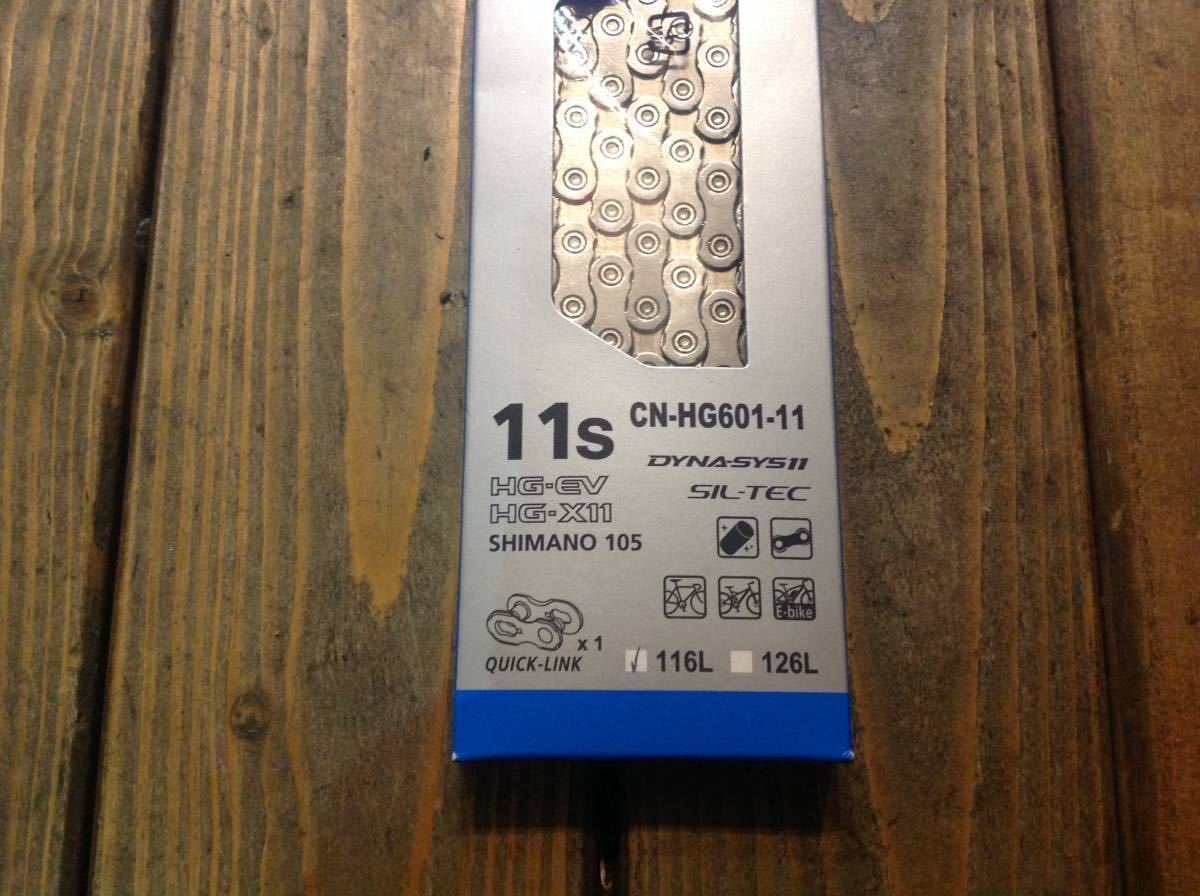 11s CN-HG601-11
DYNA-SYS11
HG-EV SIL-TEC
HG-X11
SHIMANO 105
E-bike
x 1
QUICK-LINK 116L 126L